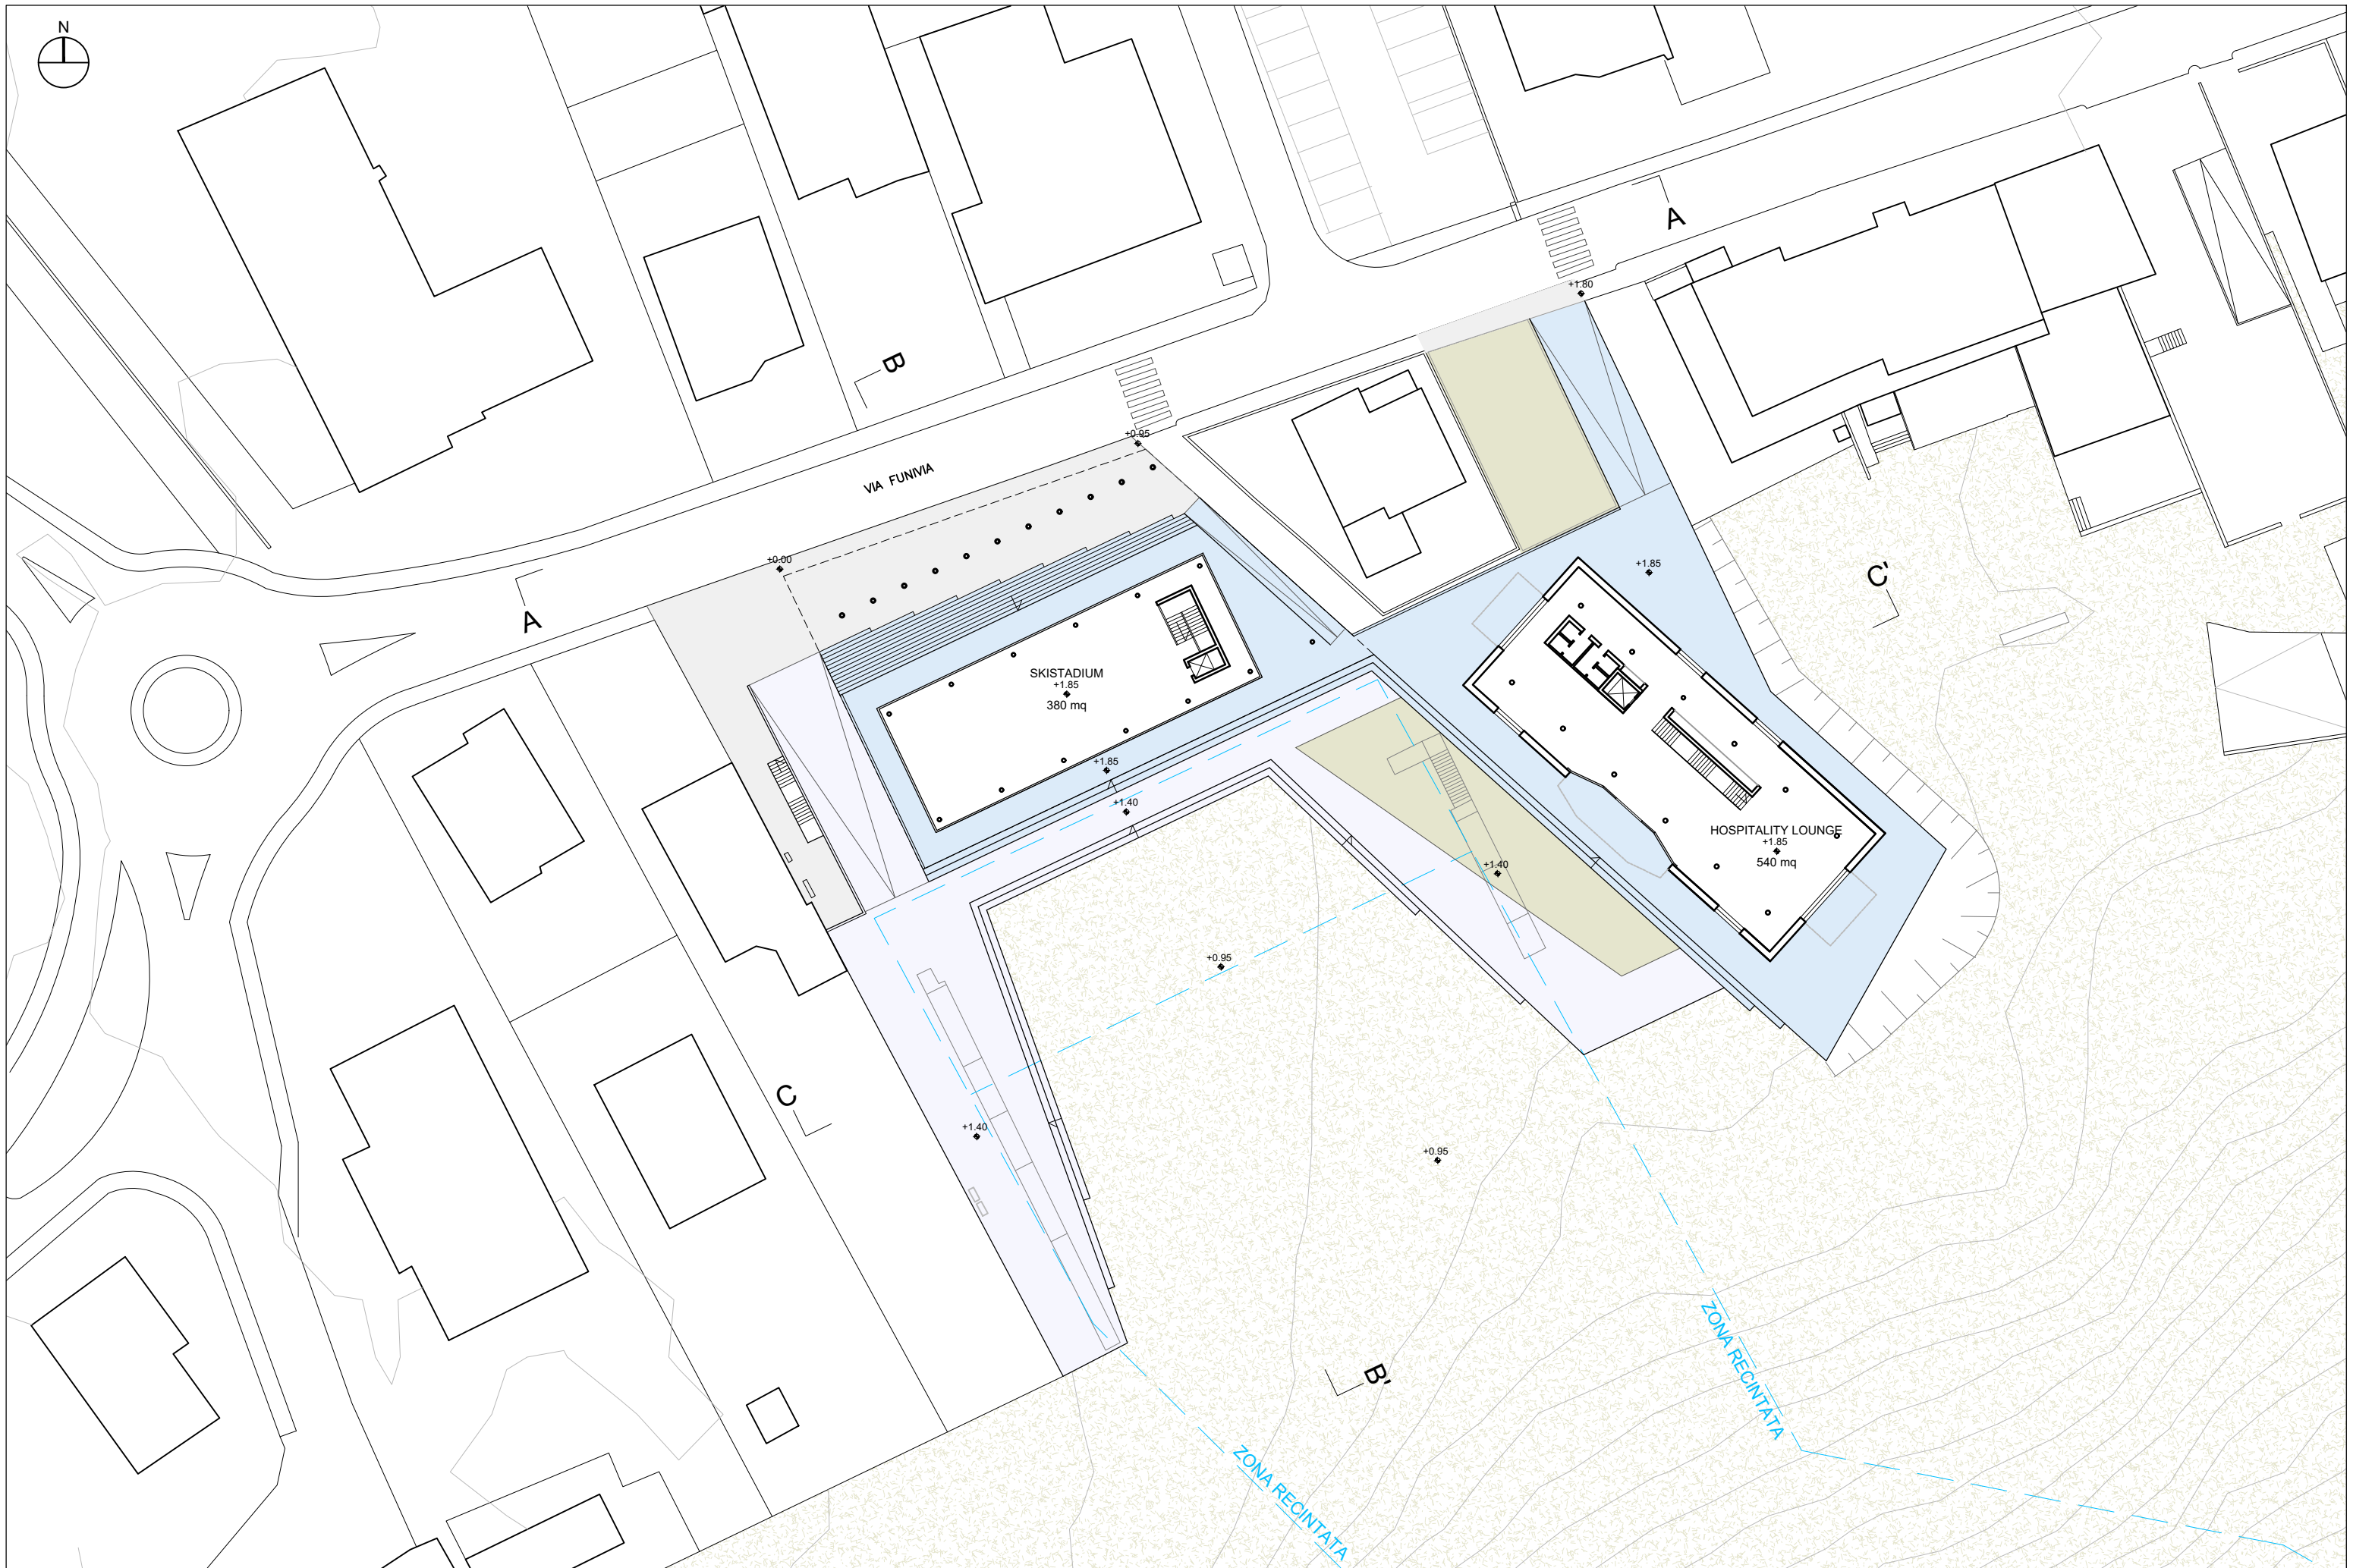 N
A
+1.80
B
+0.95
VIA FUNIVIA
+0.00
+1.85
C'
A
SKISTADIUM
+1.85
380 mq
+1.85
+1.40
HOSPITALITY LOUNGE
+1.85
540 mq
+1.40
+0.95
C
+1.40
+0.95
ZONA RECINTATA
B'
ZONA RECINTATA